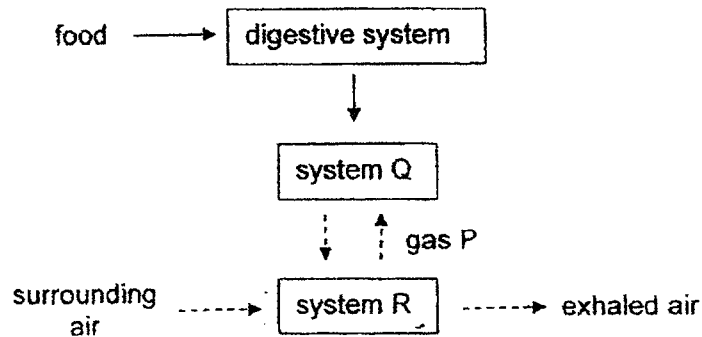 food
digestive system
system Q
gas P
surrounding
air
system R
exhaled air